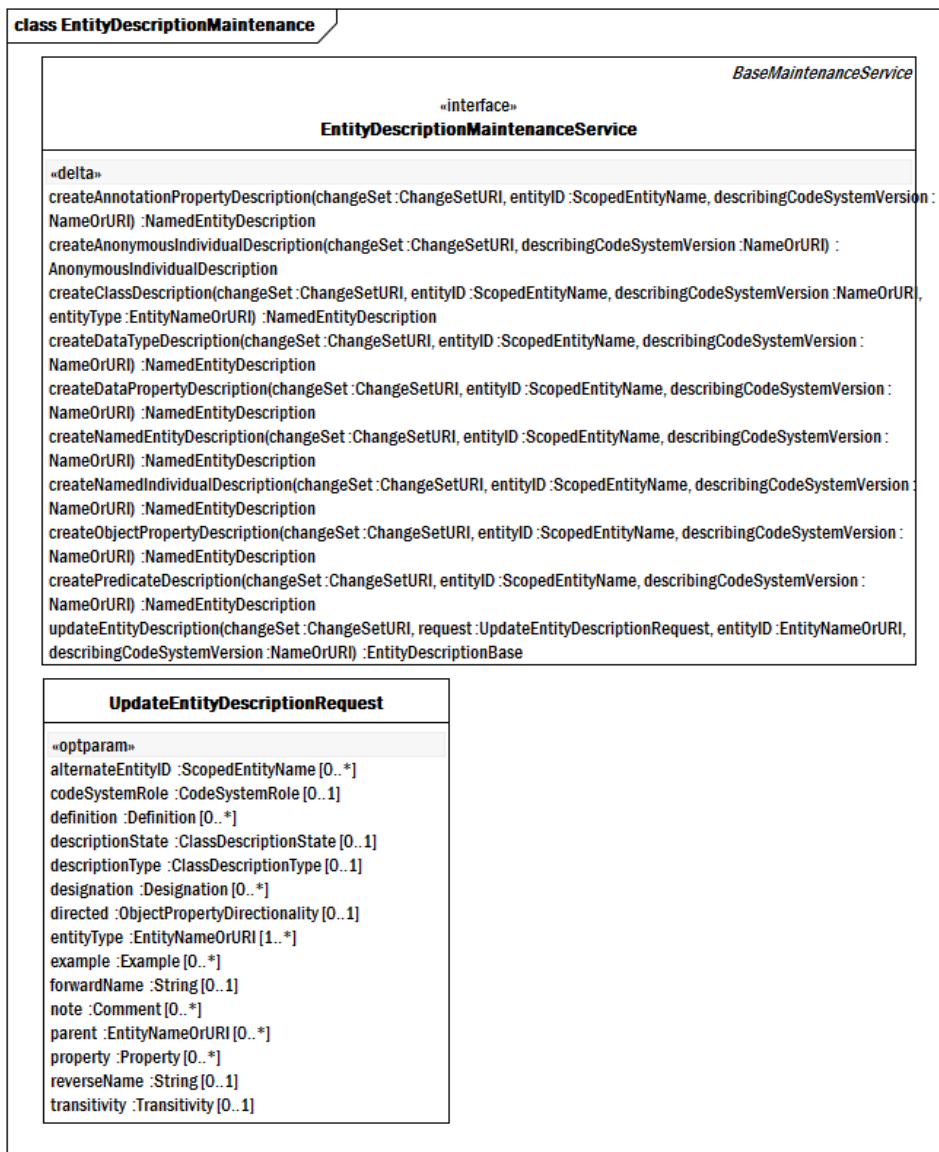 class EntityDescriptionMaintenance
BaseMaintenanceService
«interface»
EntityDescriptionMaintenanceService
«delta»
createAnnotationPropertyDescription(changeSet :ChangeSetURI, entityID :ScopedEntityName, describingCodeSystemVersion :
NameOrURI) :NamedEntityDescription
createAnonymousIndividualDescription(changeSet :ChangeSetURI, describingCodeSystemVersion :NameOrURI) :
AnonymousIndividualDescription
createClassDescription(changeSet :ChangeSetURI, entityID :ScopedEntityName, describingCodeSystemVersion :NameOrURI,
entityType :EntityNameOrURI) :NamedEntityDescription
createDataTypeDescription(changeSet :ChangeSetURI, entityID :ScopedEntityName, describingCodeSystemVersion :
NameOrURI) :NamedEntityDescription
createDataPropertyDescription(changeSet :ChangeSetURI, entityID :ScopedEntityName, describingCodeSystemVersion :
NameOrURI) :NamedEntityDescription
createNamedEntityDescription(changeSet :ChangeSetURI, entityID :ScopedEntityName, describingCodeSystemVersion :
NameOrURI) :NamedEntityDescription
createNamedIndividualDescription(changeSet :ChangeSetURI, entityID :ScopedEntityName, describingCodeSystemVersion :
NameOrURI) :NamedEntityDescription
createObjectPropertyDescription(changeSet :ChangeSetURI, entityID :ScopedEntityName, describingCodeSystemVersion :
NameOrURI) :NamedEntityDescription
createPredicateDescription(changeSet :ChangeSetURI, entityID :ScopedEntityName, describingCodeSystemVersion :
NameOrURI) :NamedEntityDescription
updateEntityDescription(changeSet :ChangeSetURI, request :UpdateEntityDescriptionRequest, entityID :EntityNameOrURI,
describingCodeSystemVersion :NameOrURI) :EntityDescriptionBase
UpdateEntityDescriptionRequest
«optparam»
alternateEntityID :ScopedEntityName [0..*]
codeSystemRole :CodeSystemRole [0..1]
definition :Definition [0..*]
descriptionState :ClassDescriptionState [0..1]
descriptionType :ClassDescriptionType [0..1]
designation :Designation [0..*]
directed :ObjectPropertyDirectionality [0..1]
entityType :EntityNameOrURI [1..*]
example :Example [0..*]
forwardName :String [0..1]
note :Comment [0..*]
parent :EntityNameOrURI [0..*]
property :Property [0..*]
reverseName :String [0..1]
transitivity :Transitivity [0..1]